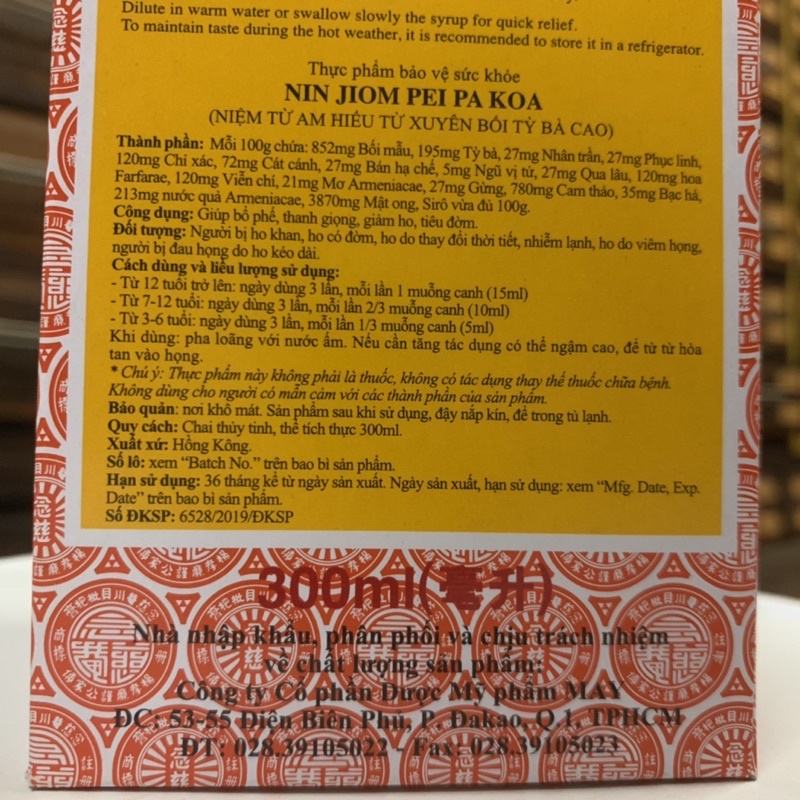 Dilute in warm water or swallow slowly the syrup for quick relief.
To maintain taste during the hot weather, it is recommended to store it in a refrigerator.
Thực phẩm bảo vệ sức khỏe
NIN JIOM PEI PA KOA
(NIỆM TỪ AM HIẾU TỪ XUYÊN BỐI TỲ BÀ CAO)
Thành phần: Mỗi 100g chứa: 852mg Bối mẫu, 195mg Tỳ bà, 27mg Nhân trần, 27mg Phục linh,
120mg Chỉ xác, 72mg Cát cánh, 27mg Bán hạ chế, 5mg Ngũ vị tử, 27mg Qua lâu, 120mg hoa
Farfarae, 120mg Viễn chí, 21mg Mơ Armeniacae, 27mg Gừng, 780mg Cam thảo, 35mg Bạc hà,
213mg nước quả Armeniacae, 3870mg Mật ong, Sirô vừa đủ 100g.
Công dụng: Giúp bổ phế, thanh giọng, giảm ho, tiêu đờm.
Đối tượng: Người bị ho khan, ho có đờm, ho do thay đổi thời tiết, nhiễm lạnh, ho do viêm họng,
người bị đau họng do ho kéo dài.
Cách dùng và liều lượng sử dụng:
- Từ 12 tuổi trở lên: ngày dùng 3 lần, mỗi lần 1 muỗng canh (15ml)
- Từ 7-12 tuổi: ngày dùng 3 lần, mỗi lần 2/3 muỗng canh (10ml)
- Từ 3-6 tuổi: ngày dùng 3 lần, mỗi lần 1/3 muỗng canh (5ml)
Khi dùng: pha loãng với nước ấm. Nếu cần tăng tác dụng có thể ngậm cao, để từ từ hòa
tan vào họng.
* Chú ý: Thực phẩm này không phải là thuốc, không có tác dụng thay thế thuốc chữa bệnh.
Không dùng cho người có mẫn cảm với các thành phần của sản phẩm.
Bảo quản: nơi khô mát. Sản phẩm sau khi sử dụng, đậy nắp kín, để trong tủ lạnh.
Quy cách: Chai thủy tinh, thể tích thực 300ml.
Xuất xứ: Hồng Kông.
Số lô: xem “Batch No.” trên bao bì sản phẩm.
Hạn sử dụng: 36 tháng kể từ ngày sản xuất. Ngày sản xuất, hạn sử dụng: xem “Mfg. Date, Exp.
Date” trên bao bì sản phẩm.
Số ĐKSP: 6528/2019/ĐKSP
300ml(毫升)
Nhà nhập khẩu, phân phối và chịu trách nhiệm
về chất lượng sản phẩm:
Công ty Cổ phần Dược Mỹ phẩm MAY
ĐC: 53-55 Điện Biên Phủ, P. Đakao, Q.1, TPHCM
ĐT: 028.39105022 - Fax: 028.39105023